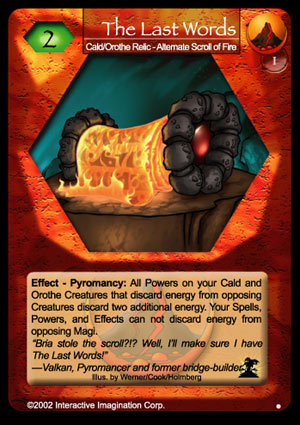 The Last Words
2
Cald/Orothe Relic - Alternate Scroll of Fire
1
Effect - Pyromancy: All Powers on your Cald and
Orothe Creatures that discard energy from opposing
Creatures discard two additional energy. Your Spells,
Powers, and Effects can not discard energy from
opposing Magi.
“Bria stole the scroll?!? Well, I'll make sure I have
The Last Words!”
—Valkan, Pyromancer and former bridge-builder
Illus. by Werner/Cook/Holmberg
©2002 Interactive Imagination Corp.